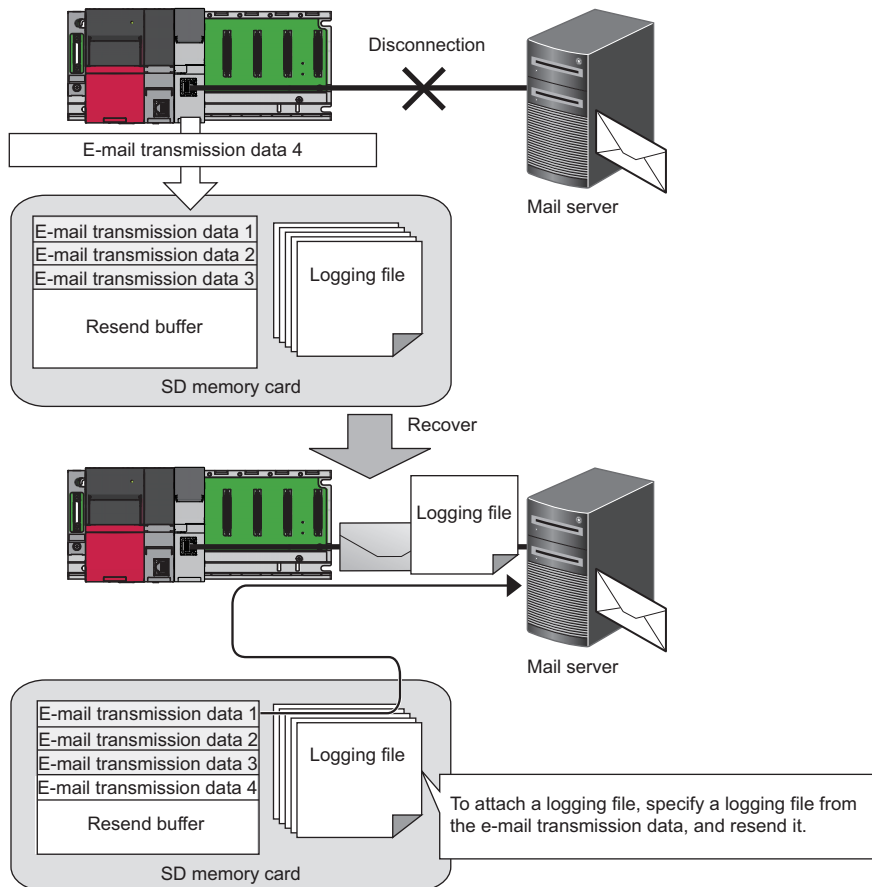 Disconnection
E-mail transmission data 4
Mail server
E-mail transmission data 1
E-mail transmission data 2
E-mail transmission data 3
Resend buffer
Logging file
SD memory card
Recover
Logging file
Mail server
E-mail transmission data 1
E-mail transmission data 2
E-mail transmission data 3
E-mail transmission data 4
Resend buffer
Logging file
To attach a logging file, specify a logging file from
the e-mail transmission data, and resend it.
SD memory card